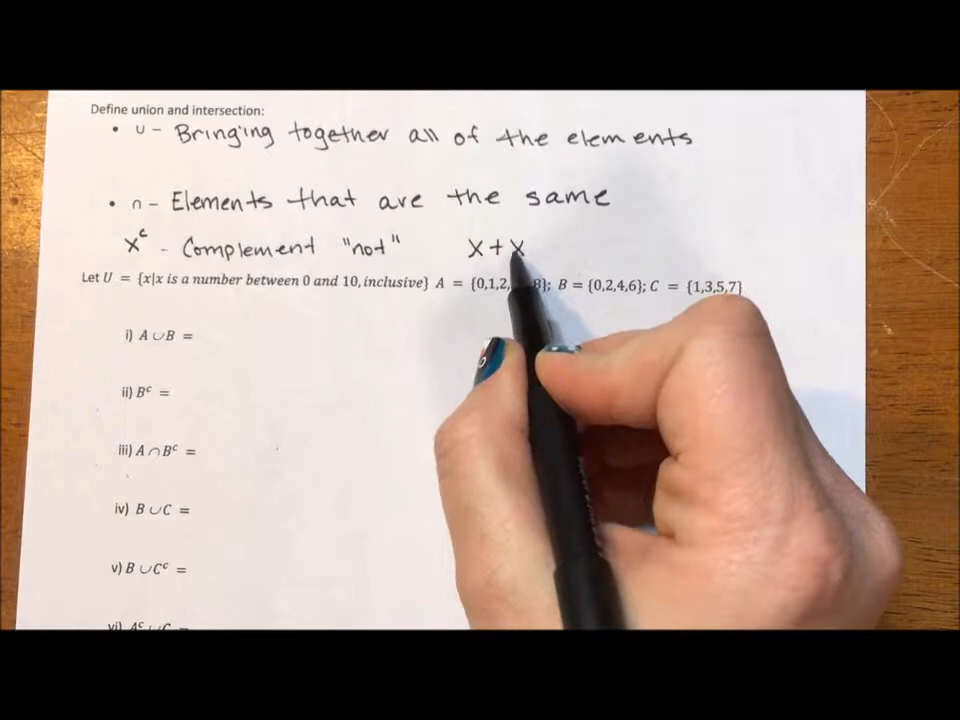 Define union and intersection:
• ∪ – Bringing together all of the elements
• ∩ – Elements that are the same
X^c – Complement "not" X + X
Let U = {x|x is a number between 0 and 10, inclusive} A = {0,1,2, 8}; B = {0,2,4,6}; C = {1,3,5,7}
i) A ∪ B =
ii) B^c =
iii) A ∩ B^c =
iv) B ∪ C =
v) B ∪ C^c =
vi) A^c ∪ C =